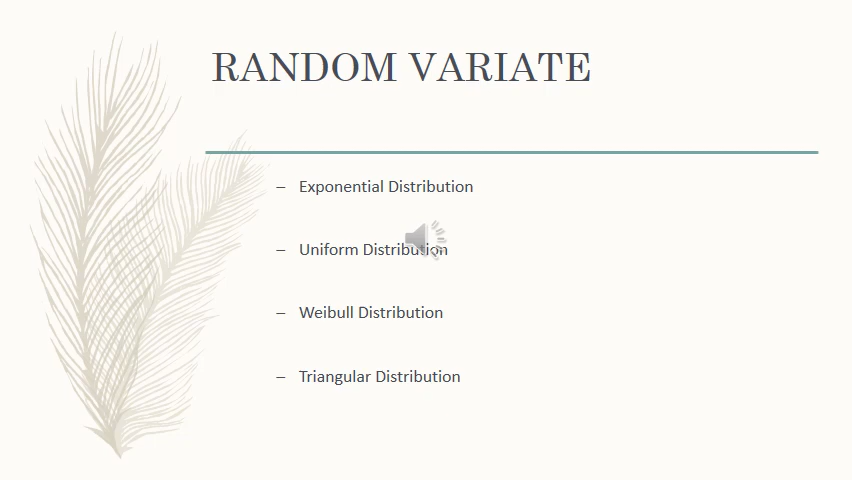 RANDOM VARIATE
– Exponential Distribution
– Uniform Distribution
– Weibull Distribution
– Triangular Distribution